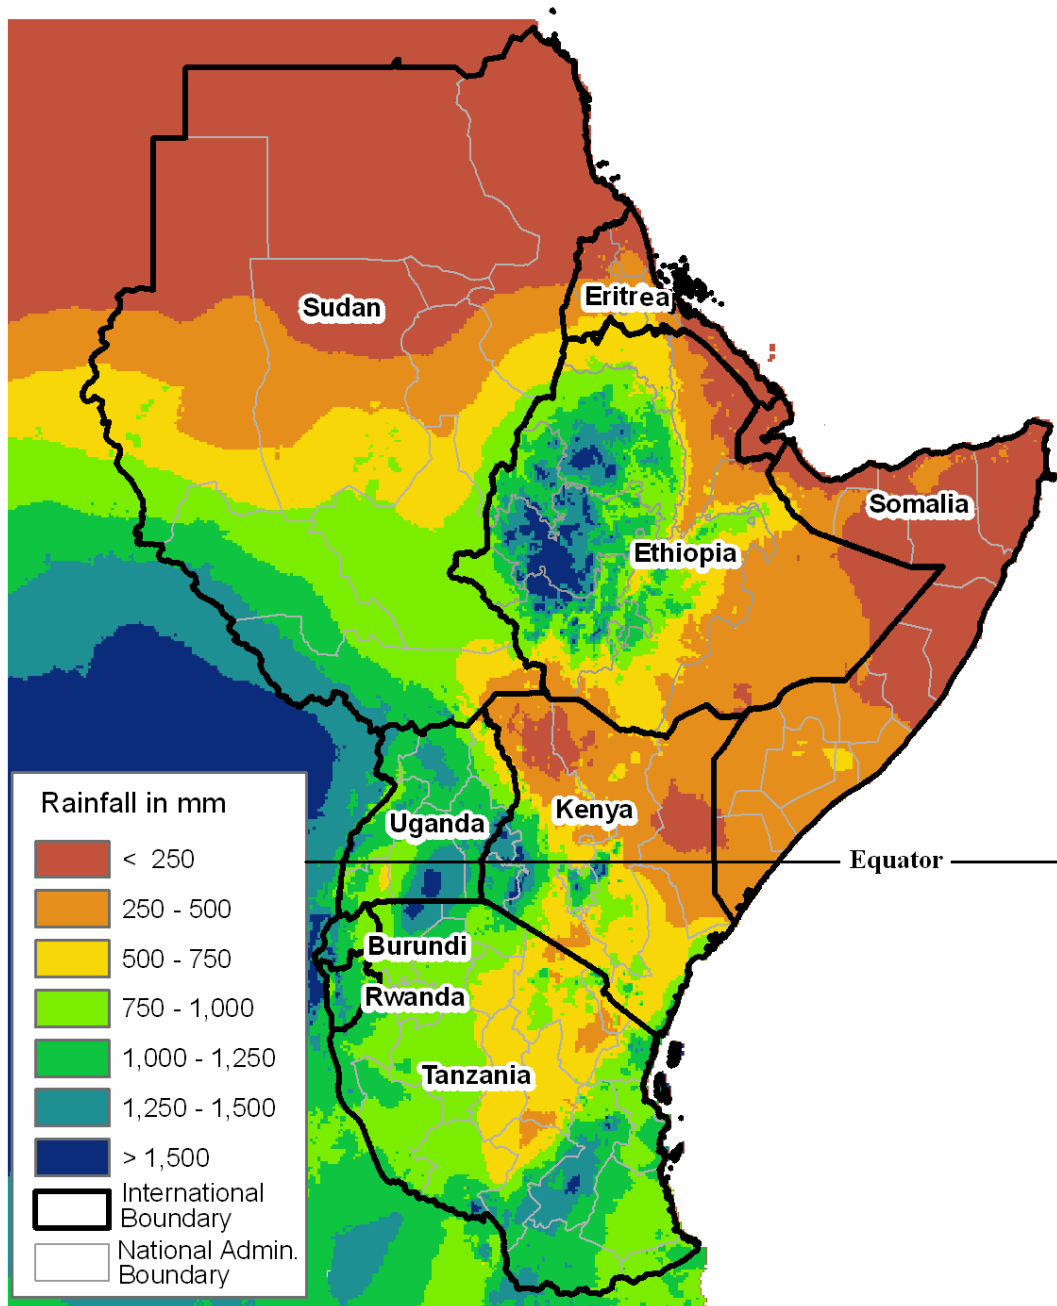 Sudan
Eritrea
Somalia
Ethiopia
Rainfall in mm
Kenya
Uganda
< 250
Equator
250 - 500
Burundi
500 - 750
Rwanda
750 - 1,000
1,000 - 1,250
Tanzania
1,250 - 1,500
> 1,500
International
Boundary
National Admin.
Boundary